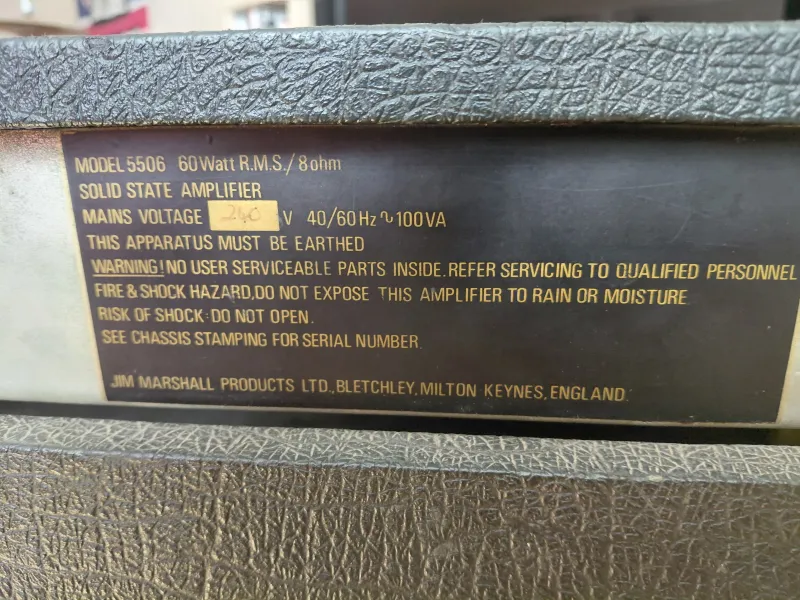 MODEL 5506 60 Watt R.M.S./8 ohm
SOLID STATE AMPLIFIER
MAINS VOLTAGE 240 V 40/60 Hz ~ 100VA
THIS APPARATUS MUST BE EARTHED
WARNING! NO USER SERVICEABLE PARTS INSIDE. REFER SERVICING TO QUALIFIED PERSONNEL
FIRE & SHOCK HAZARD, DO NOT EXPOSE THIS AMPLIFIER TO RAIN OR MOISTURE.
RISK OF SHOCK: DO NOT OPEN.
SEE CHASSIS STAMPING FOR SERIAL NUMBER.
JIM MARSHALL PRODUCTS LTD., BLETCHLEY, MILTON KEYNES, ENGLAND.